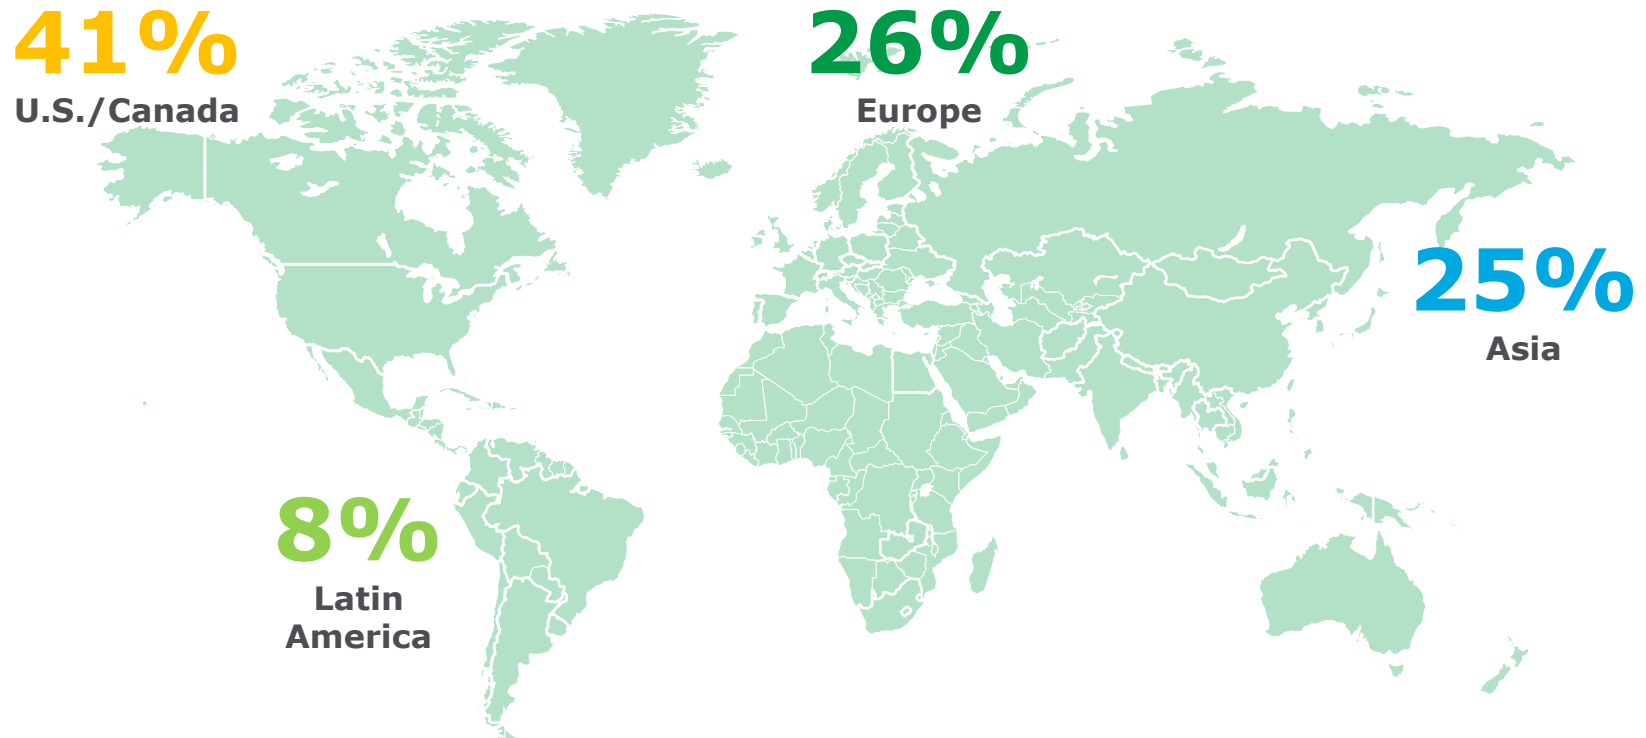 41%
U.S./Canada
26%
Europe
25%
Asia
8%
Latin
America